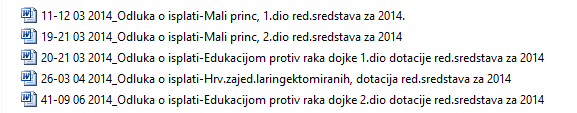 11-12 03 2014_Odluka o isplati-Mali princ, 1.dio red.sredstava za 2014.
19-21 03 2014_Odluka o isplati-Mali princ, 2.dio red.sredstava za 2014
20-21 03 2014_Odluka o isplati-Edukacijom protiv raka dojke 1.dio dotacije red.sredstava za 2014
26-03 04 2014_Odluka o isplati-Hrv.zajed.laringektomiranih, dotacija red.sredstava za 2014
41-09 06 2014_Odluka o isplati-Edukacijom protiv raka dojke 2.dio dotacije red.sredstava za 2014